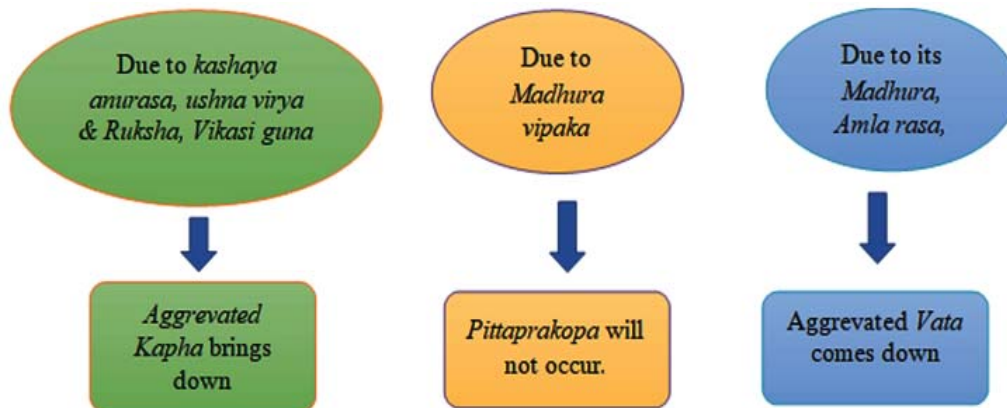 Due to kashaya
anurasa, ushna virya
& Ruksha, Vikasi guna
Due to
Madhura
vipaka
Due to its
Madhura,
Amla rasa,
Aggrevated
Kapha brings
down
Pittaprakopa will
not occur.
Aggrevated Vata
comes down